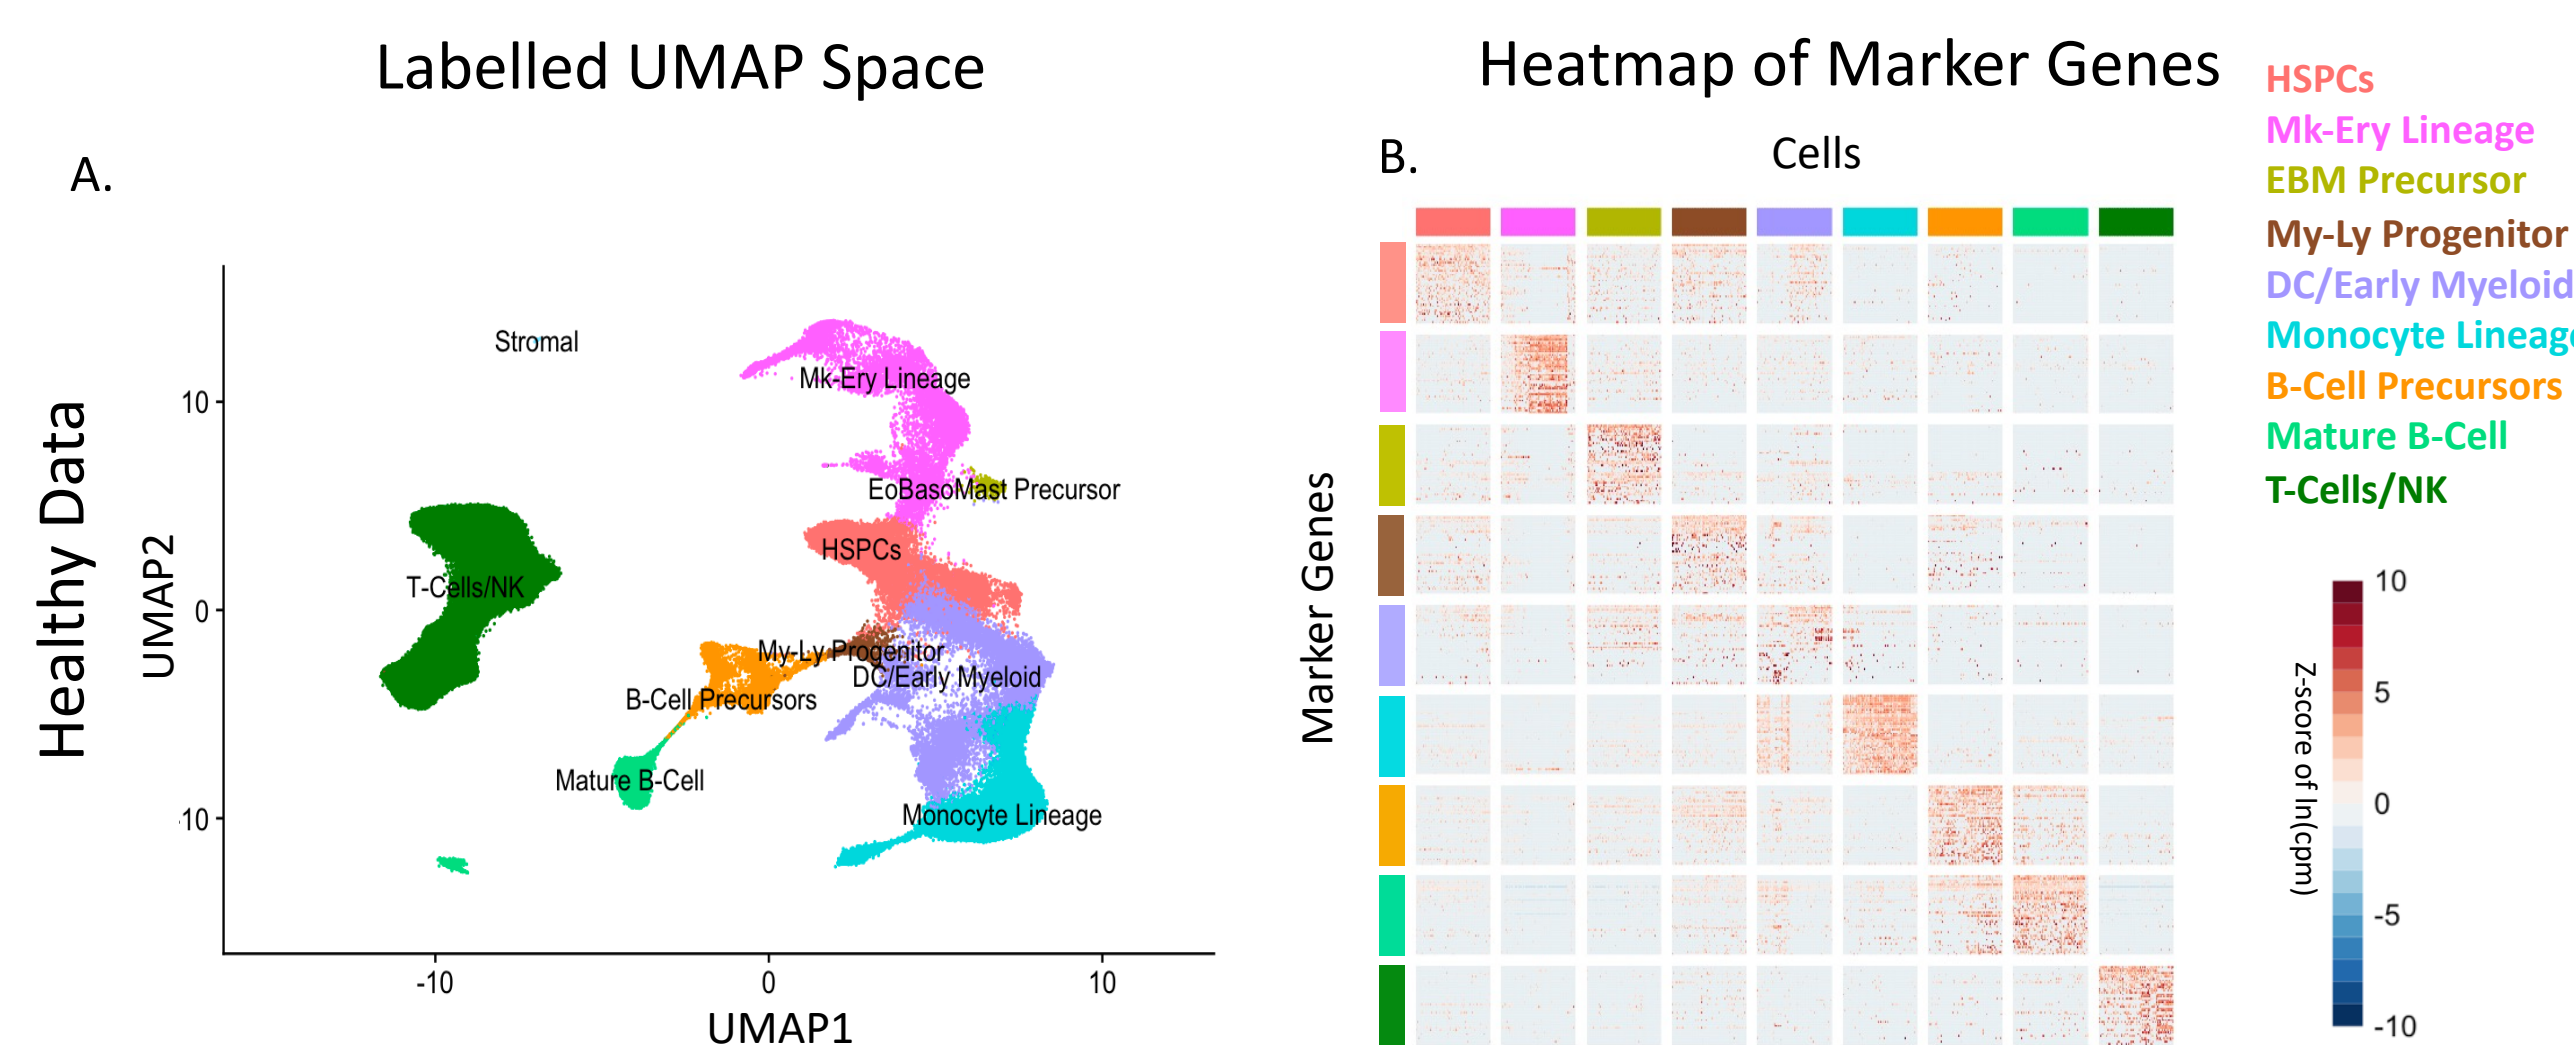 Labelled UMAP Space
Heatmap of Marker Genes
A.
B.
Cells
HSPCs
Mk-Ery Lineage
EBM Precursor
My-Ly Progenitor
DC/Early Myeloid
Monocyte Lineage
B-Cell Precursors
Mature B-Cell
T-Cells/NK
Healthy Data
UMAP2
10
0
-10
Stromal
Mk-Ery Lineage
EoBasoMast Precursor
HSPCs
T-Cells/NK
My-Ly Progenitor
DC/Early Myeloid
B-Cell Precursors
Mature B-Cell
Monocyte Lineage
-10
0
10
UMAP1
Marker Genes
10
5
0
-5
-10
Z-score of ln(cpm)